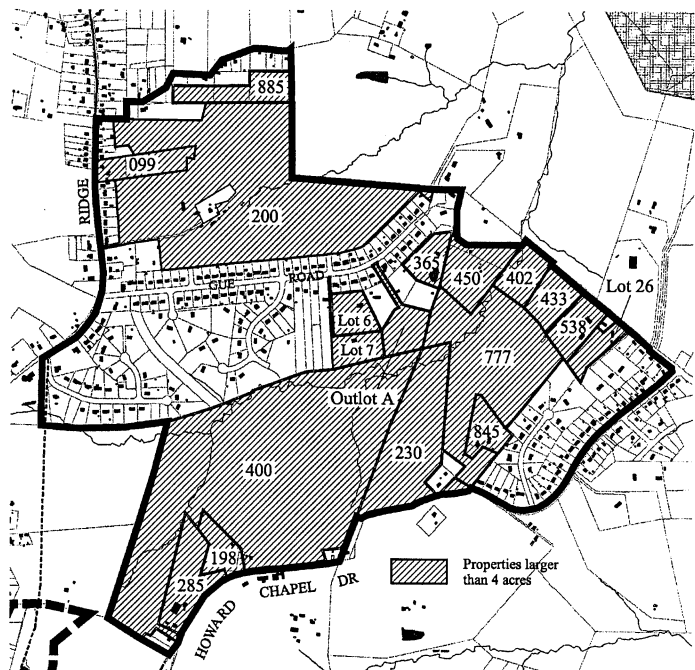 885
099
RIDGE
200
GUE ROAD
365
450
402
433
Lot 26
538
Lot 6
Lot 7
777
Outlot A
845
230
400
198
285
Properties larger
than 4 acres
HOWARD CHAPEL DR